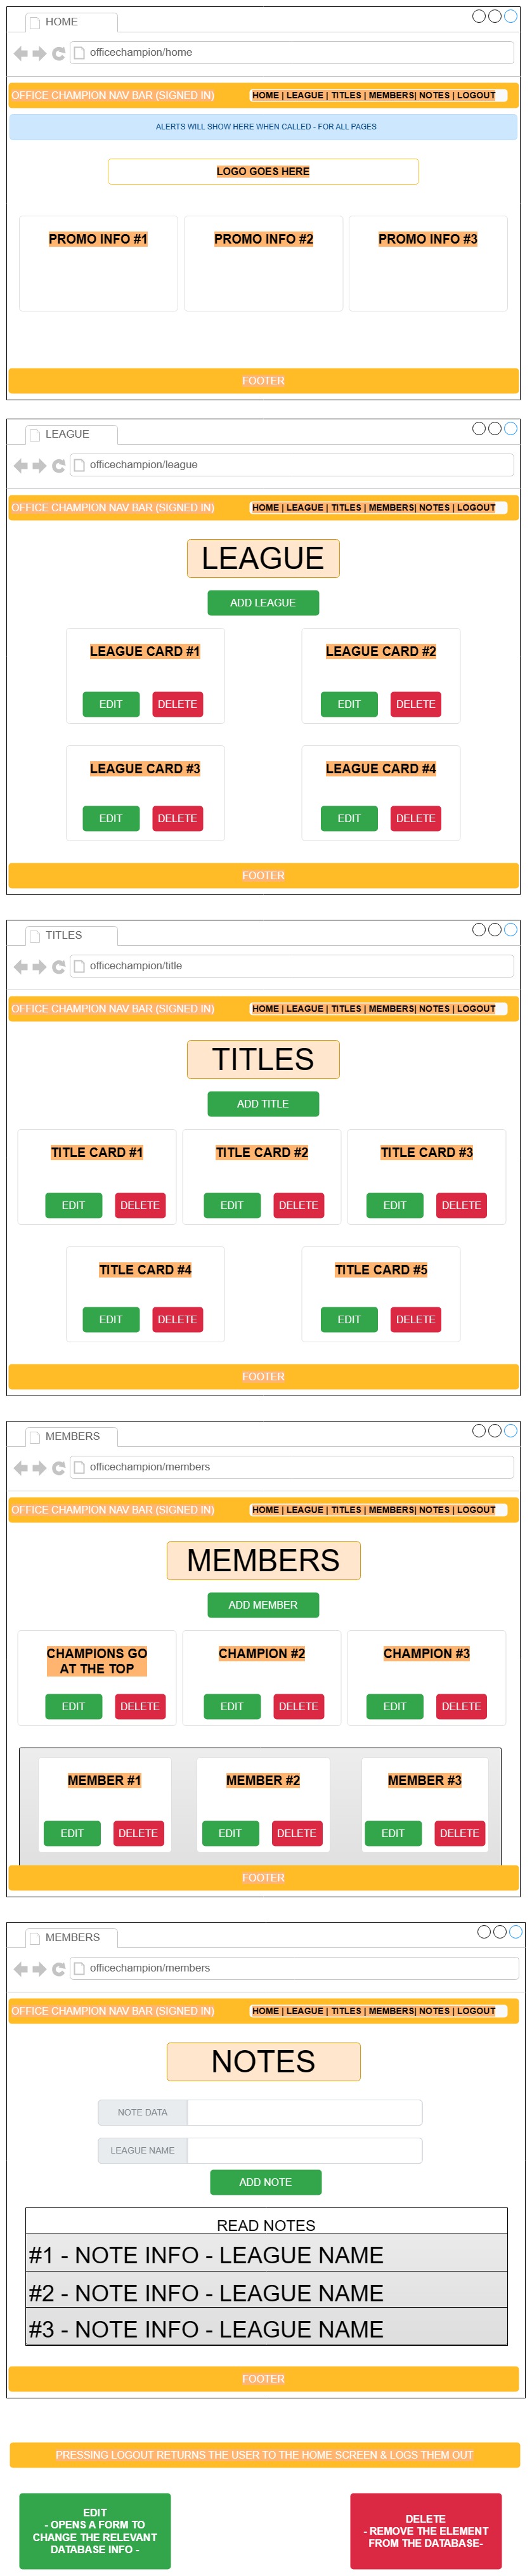 HOME
officechampion/home
OFFICE CHAMPION NAV BAR (SIGNED IN)
HOME | LEAGUE | TITLES | MEMBERS| NOTES | LOGOUT
ALERTS WILL SHOW HERE WHEN CALLED - FOR ALL PAGES
LOGO GOES HERE
PROMO INFO #1
PROMO INFO #2
PROMO INFO #3
FOOTER
LEAGUE
officechampion/league
OFFICE CHAMPION NAV BAR (SIGNED IN)
HOME | LEAGUE | TITLES | MEMBERS| NOTES | LOGOUT
LEAGUE
ADD LEAGUE
LEAGUE CARD #1
LEAGUE CARD #2
EDIT
DELETE
EDIT
DELETE
LEAGUE CARD #3
LEAGUE CARD #4
EDIT
DELETE
EDIT
DELETE
FOOTER
TITLES
officechampion/title
OFFICE CHAMPION NAV BAR (SIGNED IN)
HOME | LEAGUE | TITLES | MEMBERS| NOTES | LOGOUT
TITLES
ADD TITLE
TITLE CARD #1
TITLE CARD #2
TITLE CARD #3
EDIT
DELETE
EDIT
DELETE
EDIT
DELETE
TITLE CARD #4
TITLE CARD #5
EDIT
DELETE
EDIT
DELETE
FOOTER
MEMBERS
officechampion/members
OFFICE CHAMPION NAV BAR (SIGNED IN)
HOME | LEAGUE | TITLES | MEMBERS| NOTES | LOGOUT
MEMBERS
ADD MEMBER
CHAMPIONS GO
AT THE TOP
CHAMPION #2
CHAMPION #3
EDIT
DELETE
EDIT
DELETE
EDIT
DELETE
MEMBER #1
MEMBER #2
MEMBER #3
EDIT
DELETE
EDIT
DELETE
EDIT
DELETE
FOOTER
MEMBERS
officechampion/members
OFFICE CHAMPION NAV BAR (SIGNED IN)
HOME | LEAGUE | TITLES | MEMBERS| NOTES | LOGOUT
NOTES
NOTE DATA
LEAGUE NAME
ADD NOTE
READ NOTES
#1 - NOTE INFO - LEAGUE NAME
#2 - NOTE INFO - LEAGUE NAME
#3 - NOTE INFO - LEAGUE NAME
FOOTER
PRESSING LOGOUT RETURNS THE USER TO THE HOME SCREEN & LOGS THEM OUT
EDIT
- OPENS A FORM TO
CHANGE THE RELEVANT
DATABASE INFO -
DELETE
- REMOVE THE ELEMENT
FROM THE DATABASE-